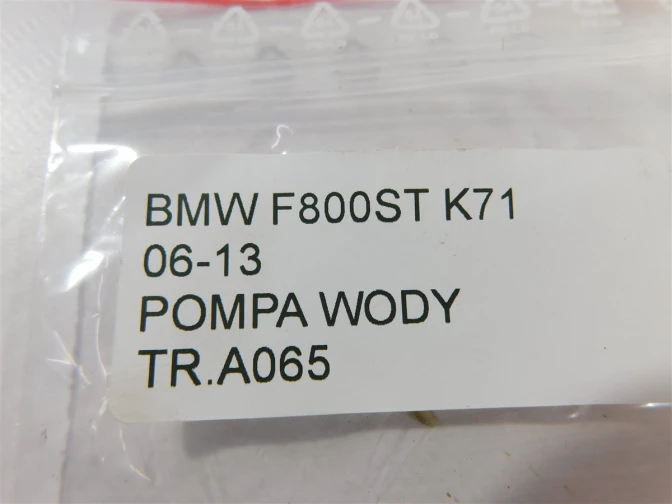 BMW F800ST K71
06-13
POMPA WODY
TR.A065